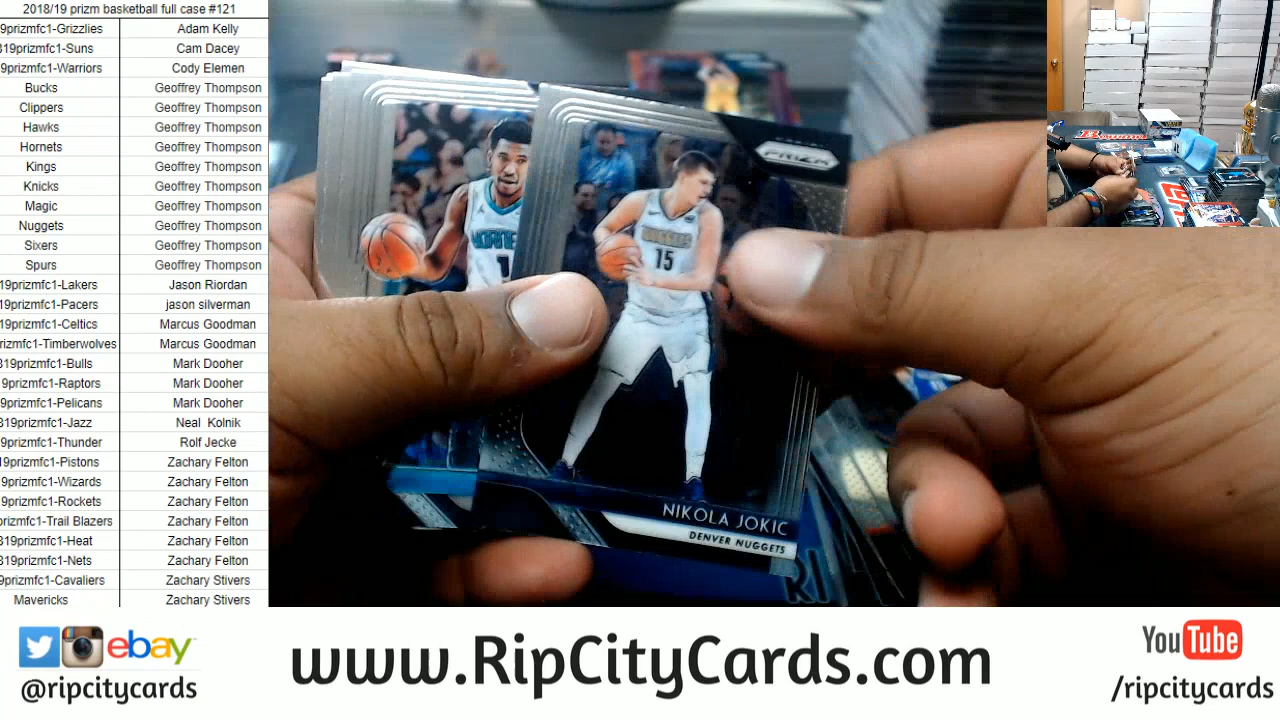 2018/19 prizm basketball full case #121
9prizmfc1-Grizzlies Adam Kelly
819prizmfc1-Suns Cam Dacey
9prizmfc1-Warriors Cody Elemen
Bucks Geoffrey Thompson
Clippers Geoffrey Thompson
Hawks Geoffrey Thompson
Hornets Geoffrey Thompson
Kings Geoffrey Thompson
Knicks Geoffrey Thompson
Magic Geoffrey Thompson
Nuggets Geoffrey Thompson
Sixers Geoffrey Thompson
Spurs Geoffrey Thompson
19prizmfc1-Lakers Jason Riordan
19prizmfc1-Pacers jason silverman
19prizmfc1-Celtics Marcus Goodman
rizmfc1-Timberwolves Marcus Goodman
819prizmfc1-Bulls Mark Dooher
9prizmfc1-Raptors Mark Dooher
9prizmfc1-Pelicans Mark Dooher
819prizmfc1-Jazz Neal Kolnik
9prizmfc1-Thunder Rolf Jecke
19prizmfc1-Pistons Zachary Felton
9prizmfc1-Wizards Zachary Felton
9prizmfc1-Rockets Zachary Felton
prizmfc1-Trail Blazers Zachary Felton
819prizmfc1-Heat Zachary Felton
819prizmfc1-Nets Zachary Felton
9prizmfc1-Cavaliers Zachary Stivers
Mavericks Zachary Stivers
PRIZM
NUGGETS
15
NIKOLA JOKIC
DENVER NUGGETS
ebay
@ripcitycards
www.RipCityCards.com
YouTube
/ripcitycards